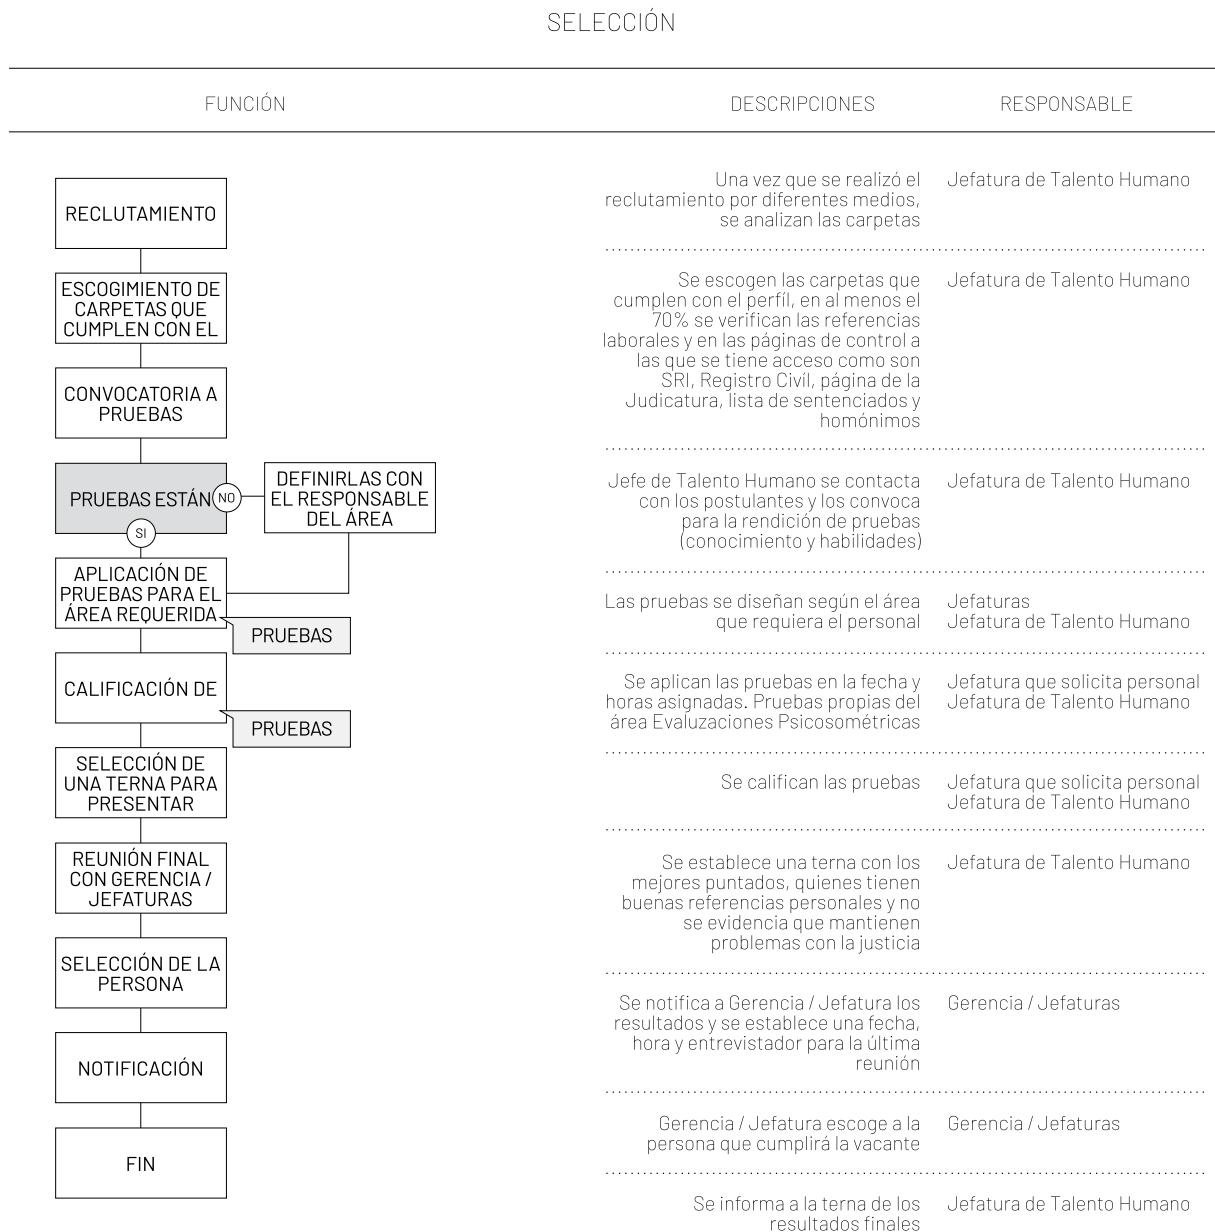 SELECCIÓN
FUNCIÓN
DESCRIPCIONES
RESPONSABLE
RECLUTAMIENTO
ESCOGIMIENTO DE
CARPETAS QUE
CUMPLEN CON EL
CONVOCATORIA A
PRUEBAS
PRUEBAS ESTÁN
NO
DEFINIRLAS CON
EL RESPONSABLE
DEL ÁREA
SI
APLICACIÓN DE
PRUEBAS PARA EL
ÁREA REQUERIDA
PRUEBAS
CALIFICACIÓN DE
PRUEBAS
SELECCIÓN DE
UNA TERNA PARA
PRESENTAR
REUNIÓN FINAL
CON GERENCIA /
JEFATURAS
SELECCIÓN DE LA
PERSONA
NOTIFICACIÓN
FIN
Una vez que se realizó el
reclutamiento por diferentes medios,
se analizan las carpetas
Jefatura de Talento Humano
Se escogen las carpetas que
cumplen con el perfíl, en al menos el
70% se verifican las referencias
laborales y en las páginas de control a
las que se tiene acceso como son
SRI, Registro Civíl, página de la
Judicatura, lista de sentenciados y
homónimos
Jefatura de Talento Humano
Jefe de Talento Humano se contacta
con los postulantes y los convoca
para la rendición de pruebas
(conocimiento y habilidades)
Jefatura de Talento Humano
Las pruebas se diseñan según el área
que requiera el personal
Jefaturas
Jefatura de Talento Humano
Se aplican las pruebas en la fecha y
horas asignadas. Pruebas propias del
área Evaluzaciones Psicosométricas
Jefatura que solicita personal
Jefatura de Talento Humano
Se califican las pruebas
Jefatura que solicita personal
Jefatura de Talento Humano
Se establece una terna con los
mejores puntados, quienes tienen
buenas referencias personales y no
se evidencia que mantienen
problemas con la justicia
Jefatura de Talento Humano
Se notifica a Gerencia / Jefatura los
resultados y se establece una fecha,
hora y entrevistador para la última
reunión
Gerencia / Jefaturas
Gerencia / Jefatura escoge a la
persona que cumplirá la vacante
Gerencia / Jefaturas
Se informa a la terna de los
resultados finales
Jefatura de Talento Humano